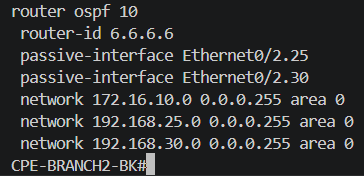 router ospf 10
 router-id 6.6.6.6
 passive-interface Ethernet0/2.25
 passive-interface Ethernet0/2.30
 network 172.16.10.0 0.0.0.255 area 0
 network 192.168.25.0 0.0.0.255 area 0
 network 192.168.30.0 0.0.0.255 area 0
CPE-BRANCH2-BK#